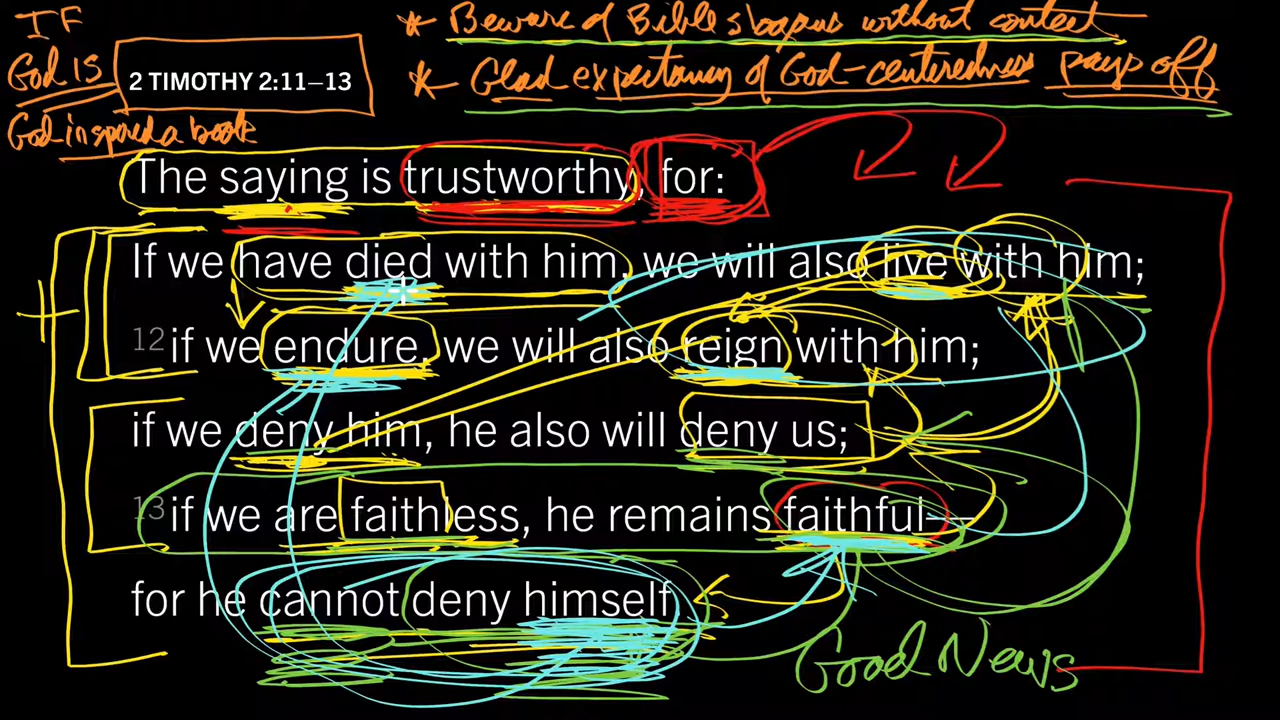 IF
God is
God inspired a book
2 TIMOTHY 2:11–13
* Beware of Bible slogans without context
* Glad expectancy of God-centeredness pays off
The saying is trustworthy, for:
If we have died with him, we will also live with him;
12 if we endure, we will also reign with him;
if we deny him, he also will deny us;
13 if we are faithless, he remains faithful—
for he cannot deny himself.
Good News